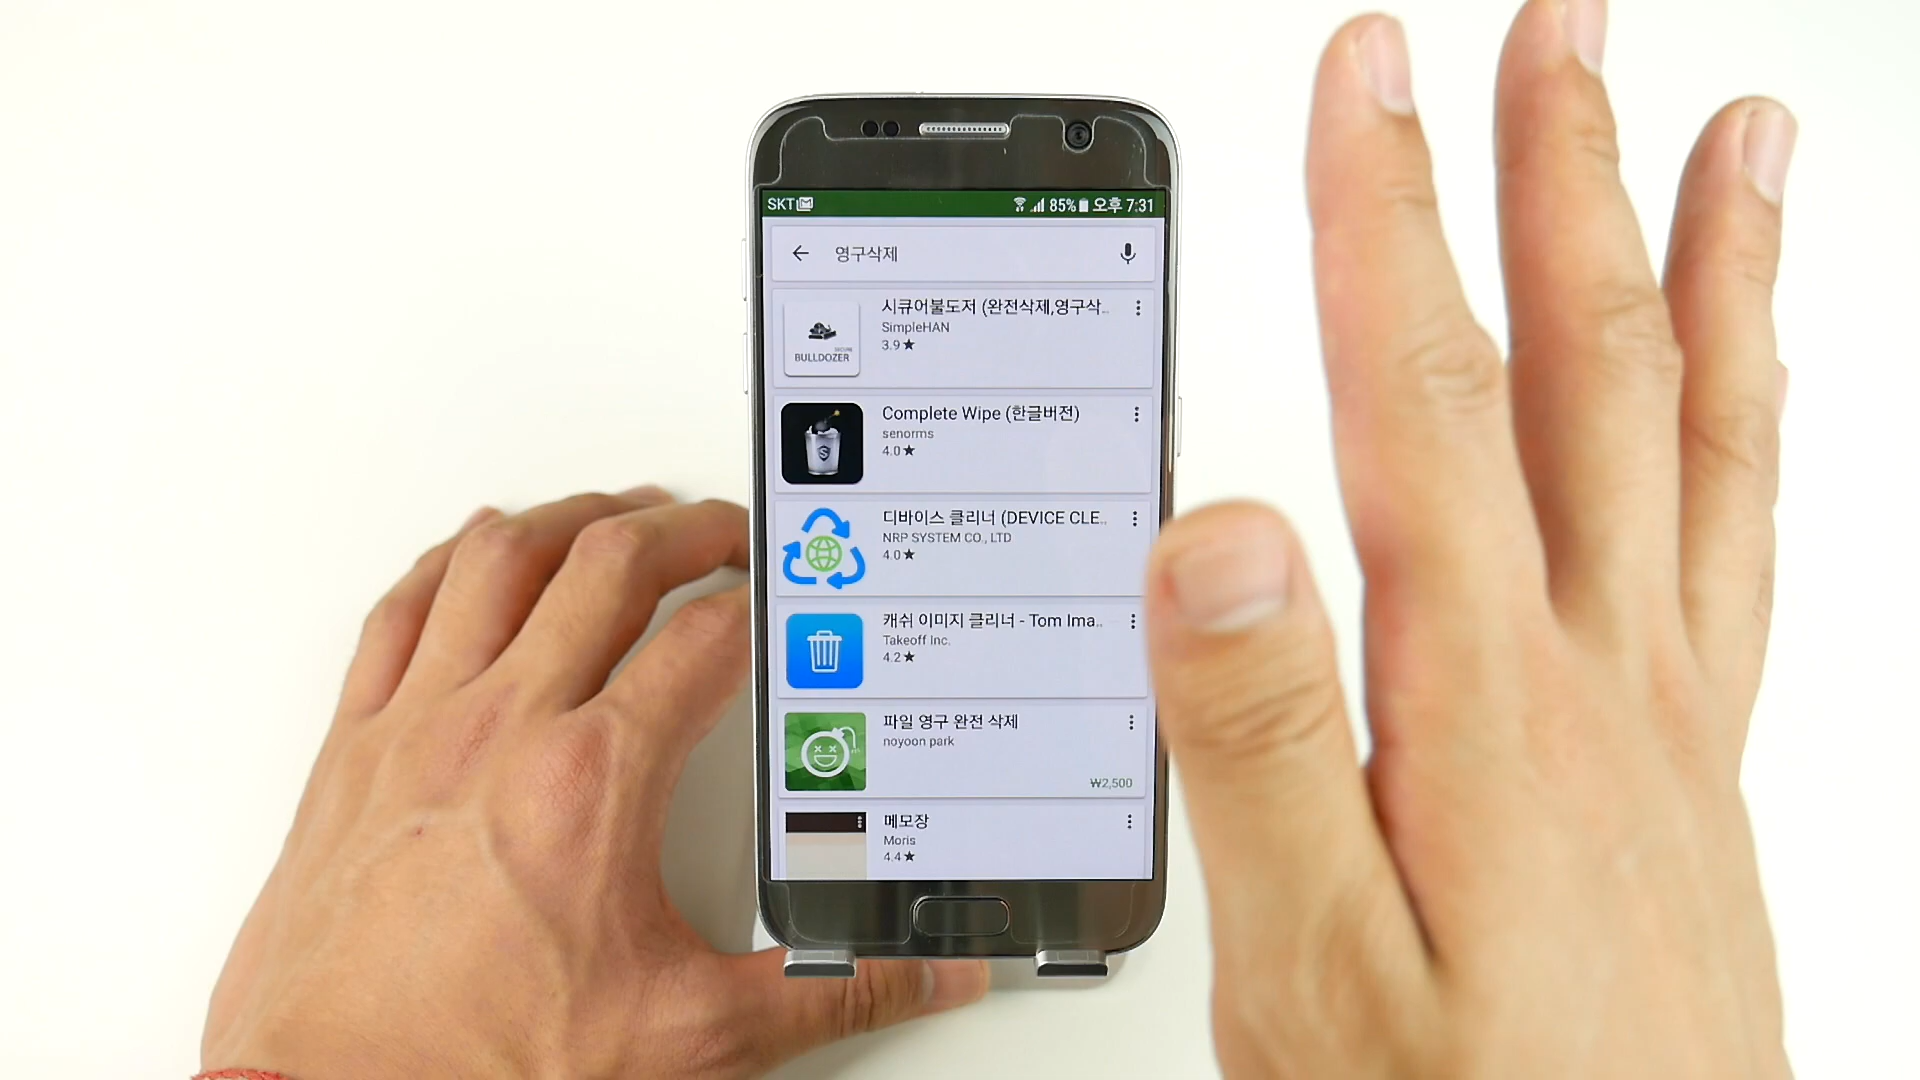 SKT 85% 오후 7:31
영구삭제
시큐어불도저 (완전삭제,영구삭..
SimpleHAN
3.9★
BULLDOZER
Complete Wipe (한글버전)
senorms
4.0★
S
디바이스 클리너 (DEVICE CLE..
NRP SYSTEM CO., LTD
4.0★
캐쉬 이미지 클리너 - Tom Ima..
Takeoff Inc.
4.2★
파일 영구 완전 삭제
noyoon park
₩2,500
메모장
Moris
4.4★